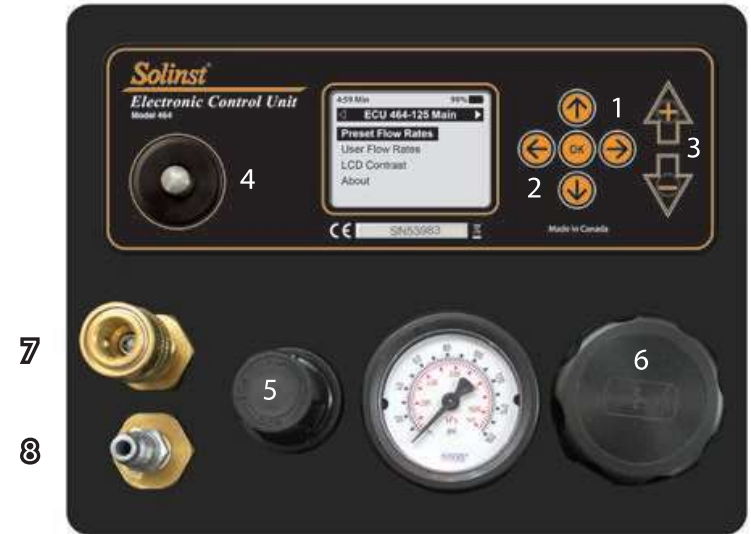 Solinst®
Electronic Control Unit
Model 464
4:59 Min 99%
ECU 464-125 Main
Preset Flow Rates
User Flow Rates
LCD Contrast
About
OK
1
2
3
4
CE SN53983
Made in Canada
7
8
5
6